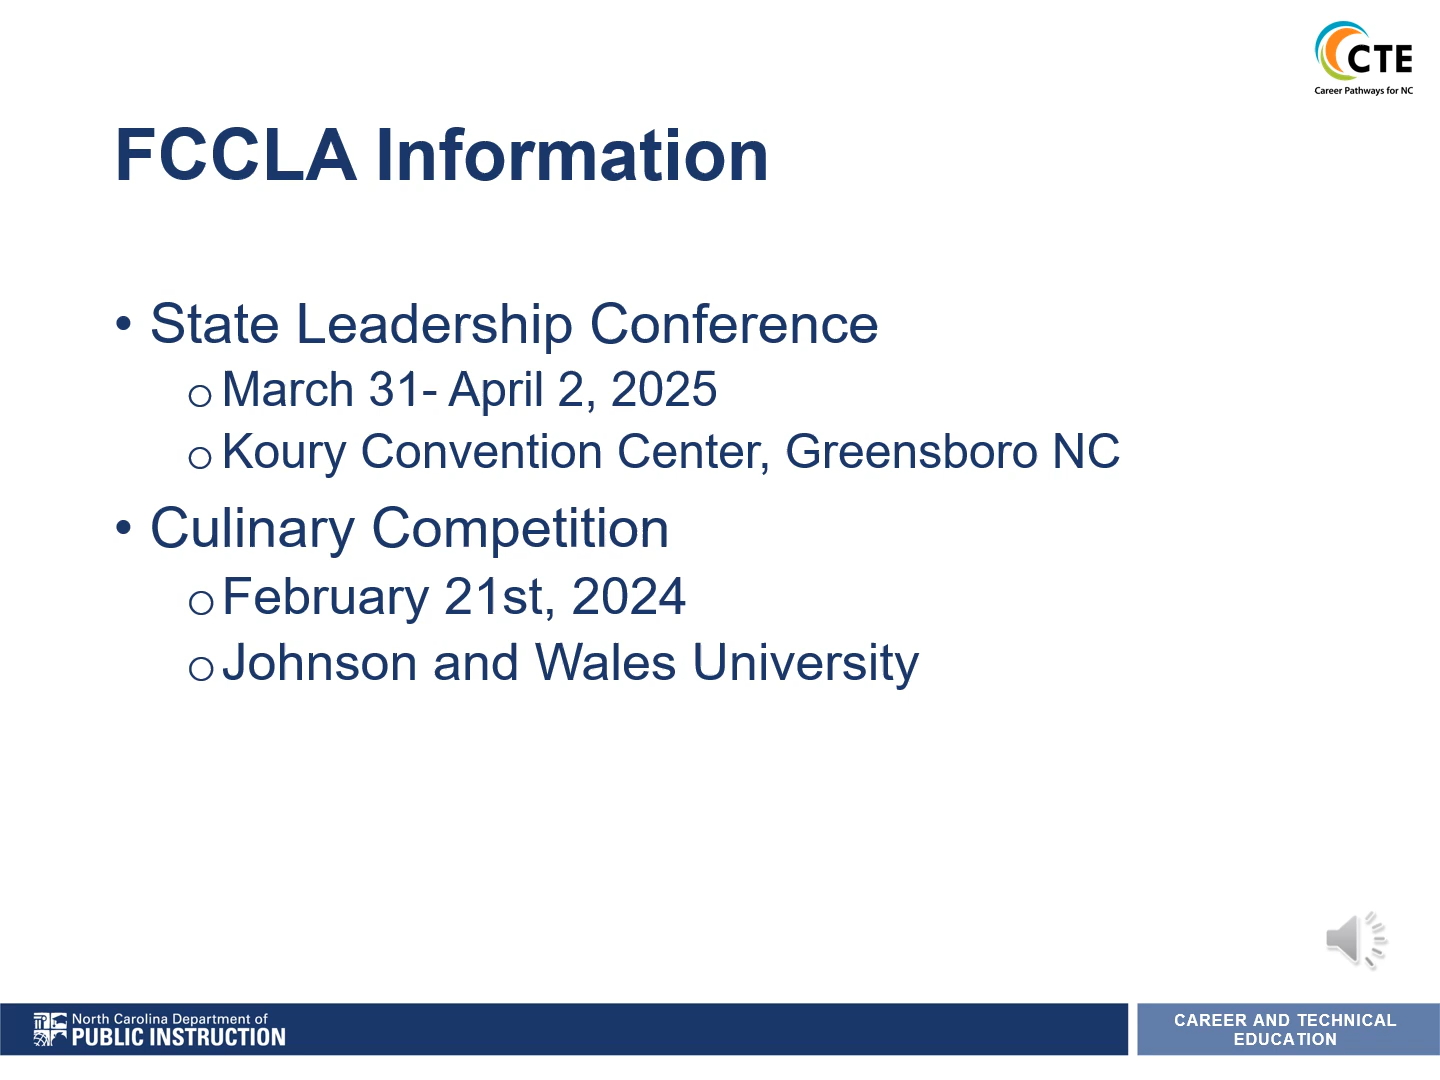 CTE
Career Pathways for NC
FCCLA Information
• State Leadership Conference
o March 31- April 2, 2025
o Koury Convention Center, Greensboro NC
• Culinary Competition
o February 21st, 2024
o Johnson and Wales University
North Carolina Department of
PUBLIC INSTRUCTION
CAREER AND TECHNICAL
EDUCATION